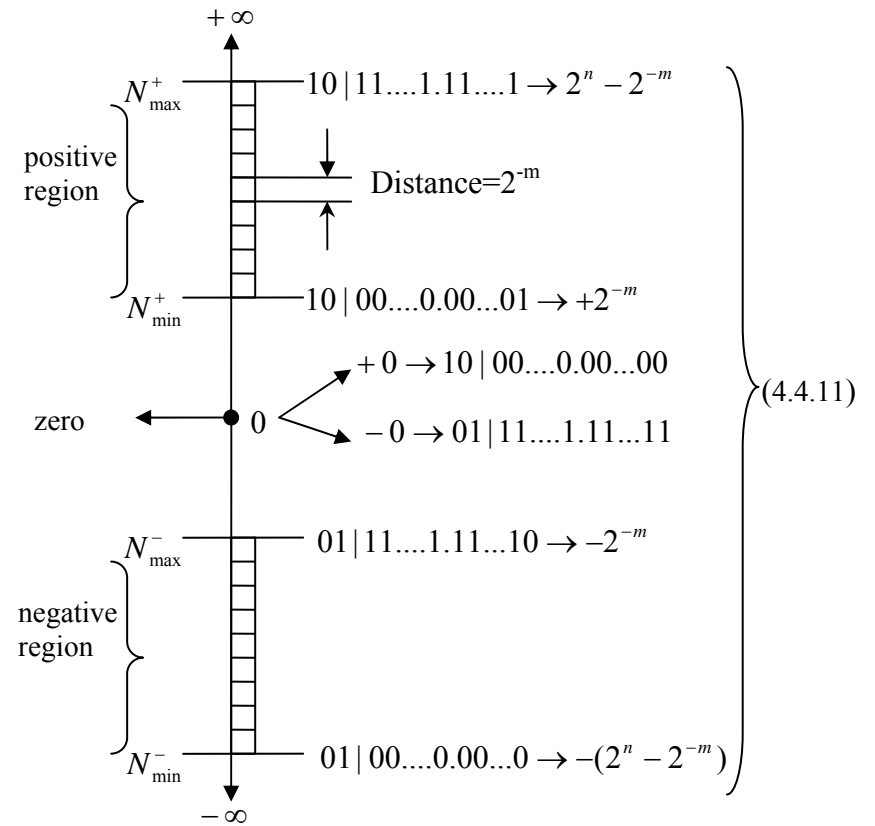 + ∞
N⁺max 10 | 11....1.11....1 → 2ⁿ − 2⁻ᵐ
positive
region
Distance=2⁻ᵐ
N⁺min 10 | 00....0.00...01 → +2⁻ᵐ
+ 0 → 10 | 00....0.00...00
zero 0 (4.4.11)
− 0 → 01 | 11....1.11...11
N⁻max 01 | 11....1.11...10 → −2⁻ᵐ
negative
region
N⁻min 01 | 00....0.00...0 → −(2ⁿ − 2⁻ᵐ)
− ∞